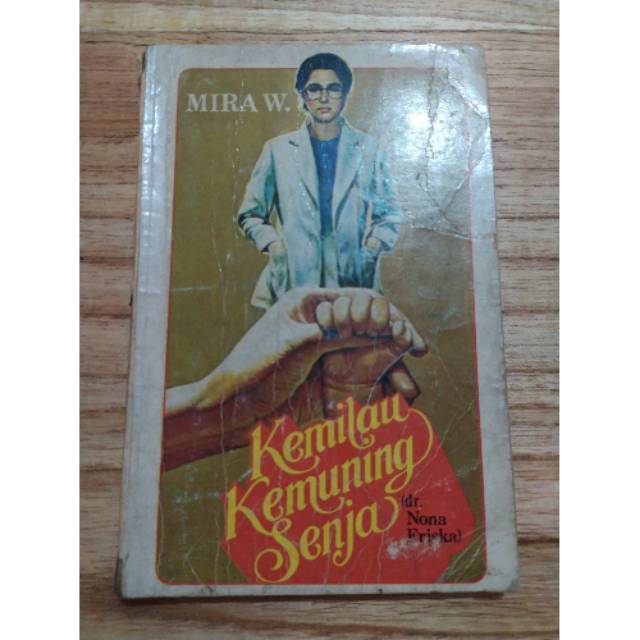 MIRA W.
Kemilau
Kemuning
Senja
(dr.
Nona
Friska)